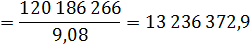 = 120 186 266 / 9,08 = 13 236 372,9